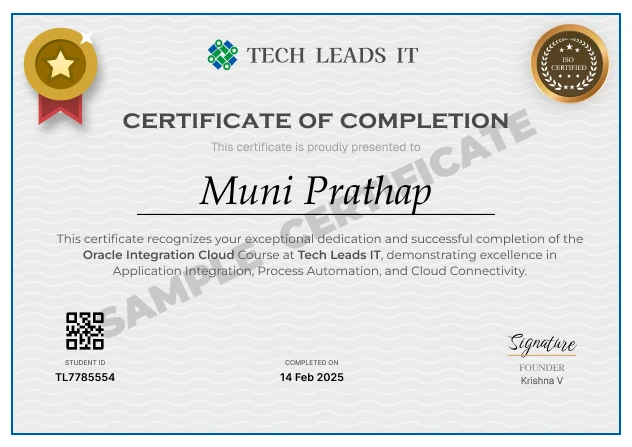 TECH LEADS IT
ISO
CERTIFIED
CERTIFICATE OF COMPLETION
This certificate is proudly presented to
Muni Prathap
This certificate recognizes your exceptional dedication and successful completion of the
Oracle Integration Cloud Course at Tech Leads IT, demonstrating excellence in
Application Integration, Process Automation, and Cloud Connectivity.
SAMPLE CERTIFICATE
STUDENT ID
TL7785554
COMPLETED ON
14 Feb 2025
Signature
FOUNDER
Krishna V